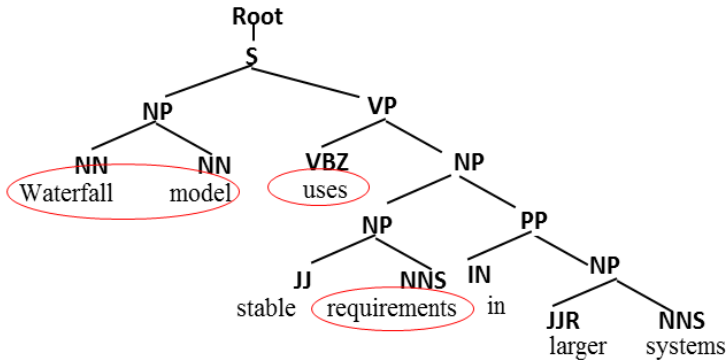 Root
S
NP VP
NN NN VBZ NP
Waterfall model uses
NP PP
JJ NNS IN NP
stable requirements in
JJR NNS
larger systems